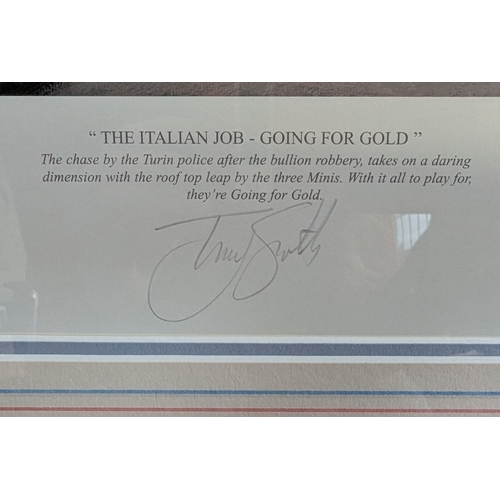 “ THE ITALIAN JOB - GOING FOR GOLD ”
The chase by the Turin police after the bullion robbery, takes on a daring
dimension with the roof top leap by the three Minis. With it all to play for,
they’re Going for Gold.